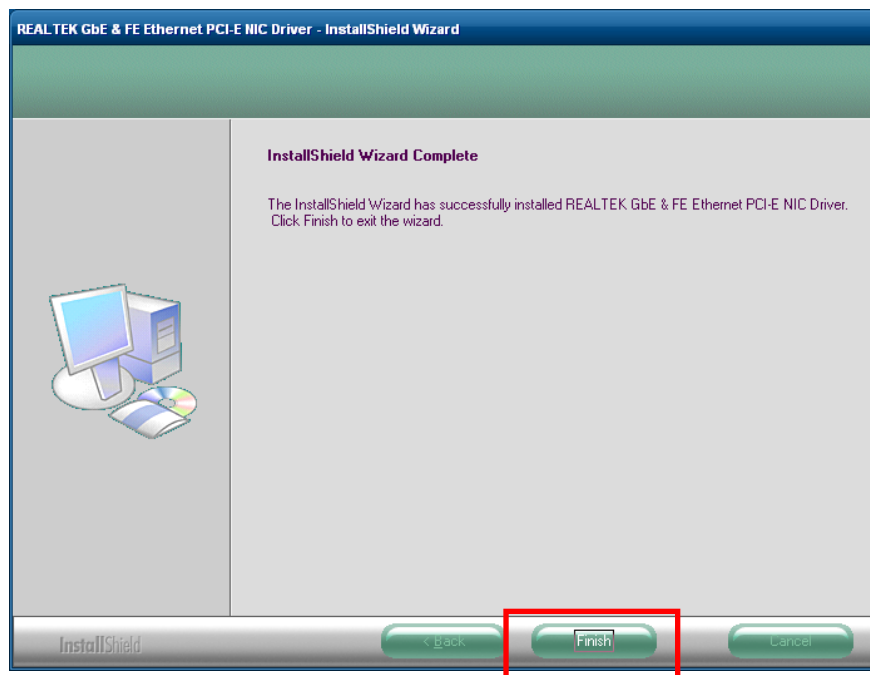 REALTEK GbE & FE Ethernet PCI-E NIC Driver - InstallShield Wizard
InstallShield Wizard Complete
The InstallShield Wizard has successfully installed REALTEK GbE & FE Ethernet PCI-E NIC Driver.
Click Finish to exit the wizard.
InstallShield
< Back
Finish
Cancel